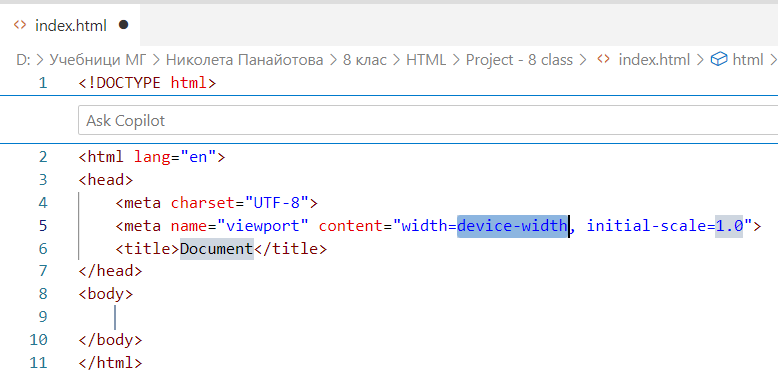 index.html
D: > Учебници МГ > Николета Панайотова > 8 клас > HTML > Project - 8 class > index.html > html >
1 <!DOCTYPE html>
Ask Copilot
2 <html lang="en">
3 <head>
4 <meta charset="UTF-8">
5 <meta name="viewport" content="width=device-width, initial-scale=1.0">
6 <title>Document</title>
7 </head>
8 <body>
9
10 </body>
11 </html>